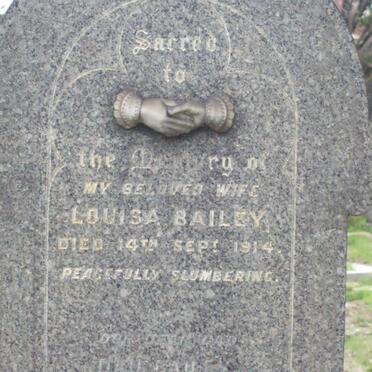 Sacred
to
the Memory of
MY BELOVED WIFE
LOUISA BAILEY,
DIED 14TH SEPT 1914.
PEACEFULLY SLUMBERING.